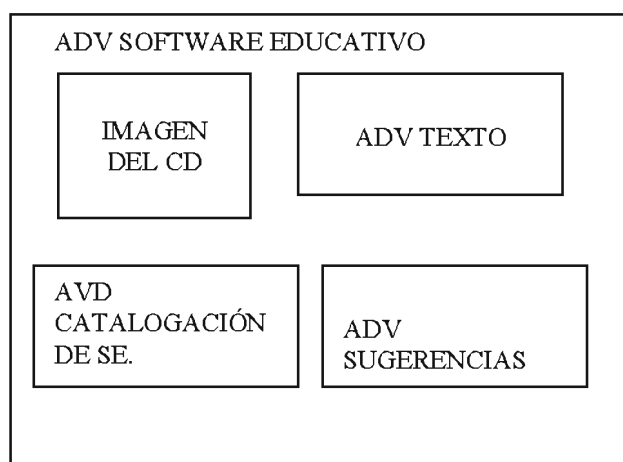 ADV SOFTWARE EDUCATIVO
IMAGEN
DEL CD
ADV TEXTO
AVD
CATALOGACIÓN
DE SE.
ADV
SUGERENCIAS